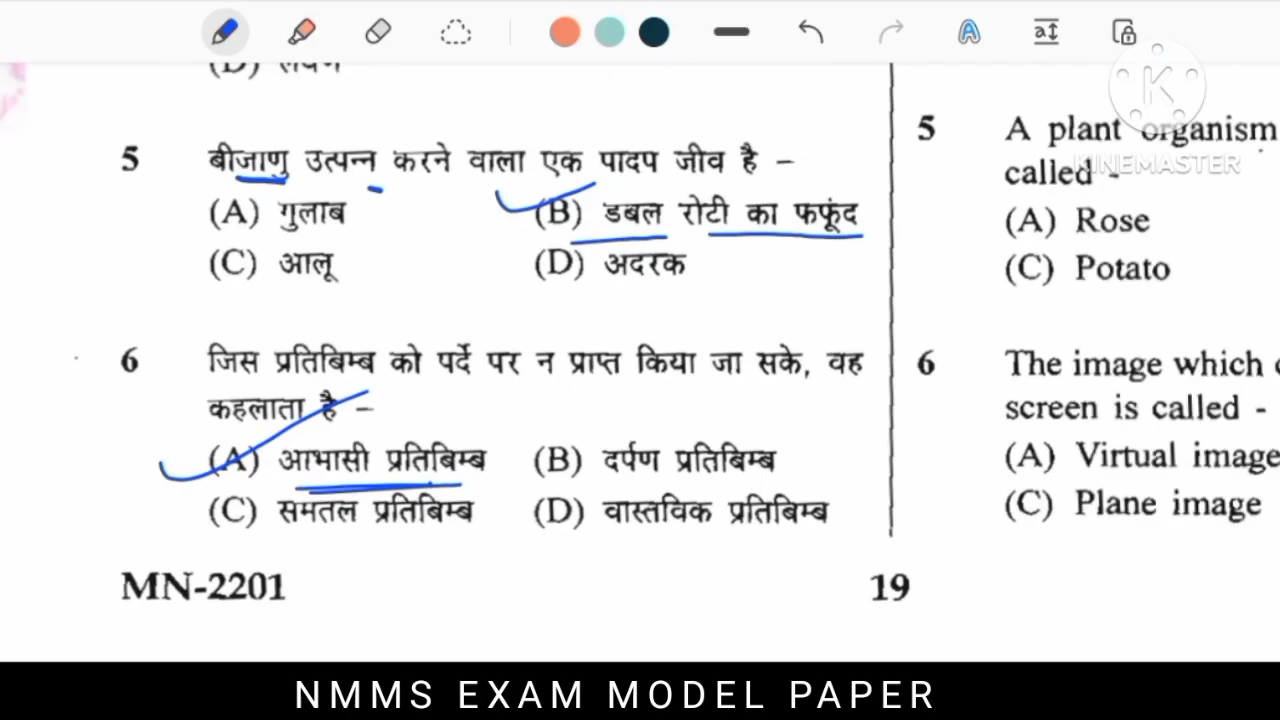 (D) लवण
5 बीजाणु उत्पन्न करने वाला एक पादप जीव है –
(A) गुलाब (B) डबल रोटी का फफूंद
(C) आलू (D) अदरक
6 जिस प्रतिबिम्ब को पर्दे पर न प्राप्त किया जा सके, वह
कहलाता है –
(A) आभासी प्रतिबिम्ब (B) दर्पण प्रतिबिम्ब
(C) समतल प्रतिबिम्ब (D) वास्तविक प्रतिबिम्ब
MN-2201 19
5 A plant organism
called -
(A) Rose
(C) Potato
6 The image which
screen is called -
(A) Virtual image
(C) Plane image
KINEMASTER
NMMS EXAM MODEL PAPER